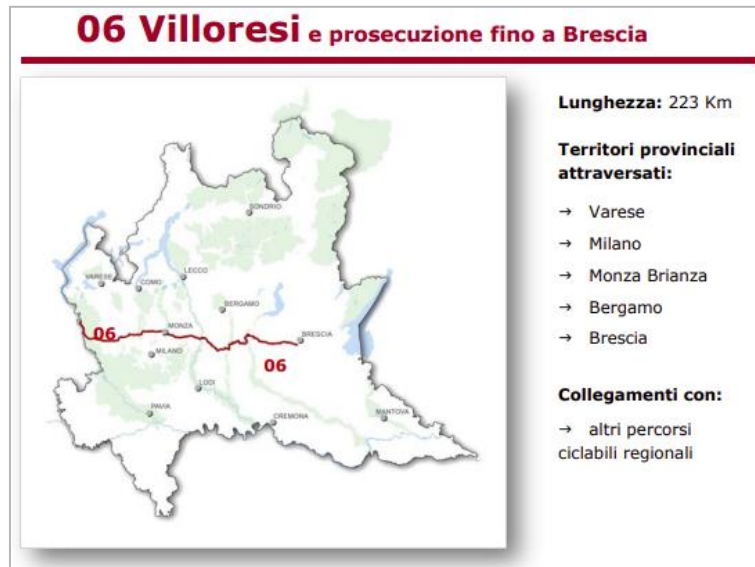 06 Villoresi e prosecuzione fino a Brescia
Lunghezza: 223 Km
Territori provinciali
attraversati:
→ Varese
→ Milano
→ Monza Brianza
→ Bergamo
→ Brescia
Collegamenti con:
→ altri percorsi
ciclabili regionali
SONDRIO
LECCO
VARESE
COMO
BERGAMO
06
MONZA
BRESCIA
MILANO
06
LODI
PAVIA
CREMONA
MANTOVA